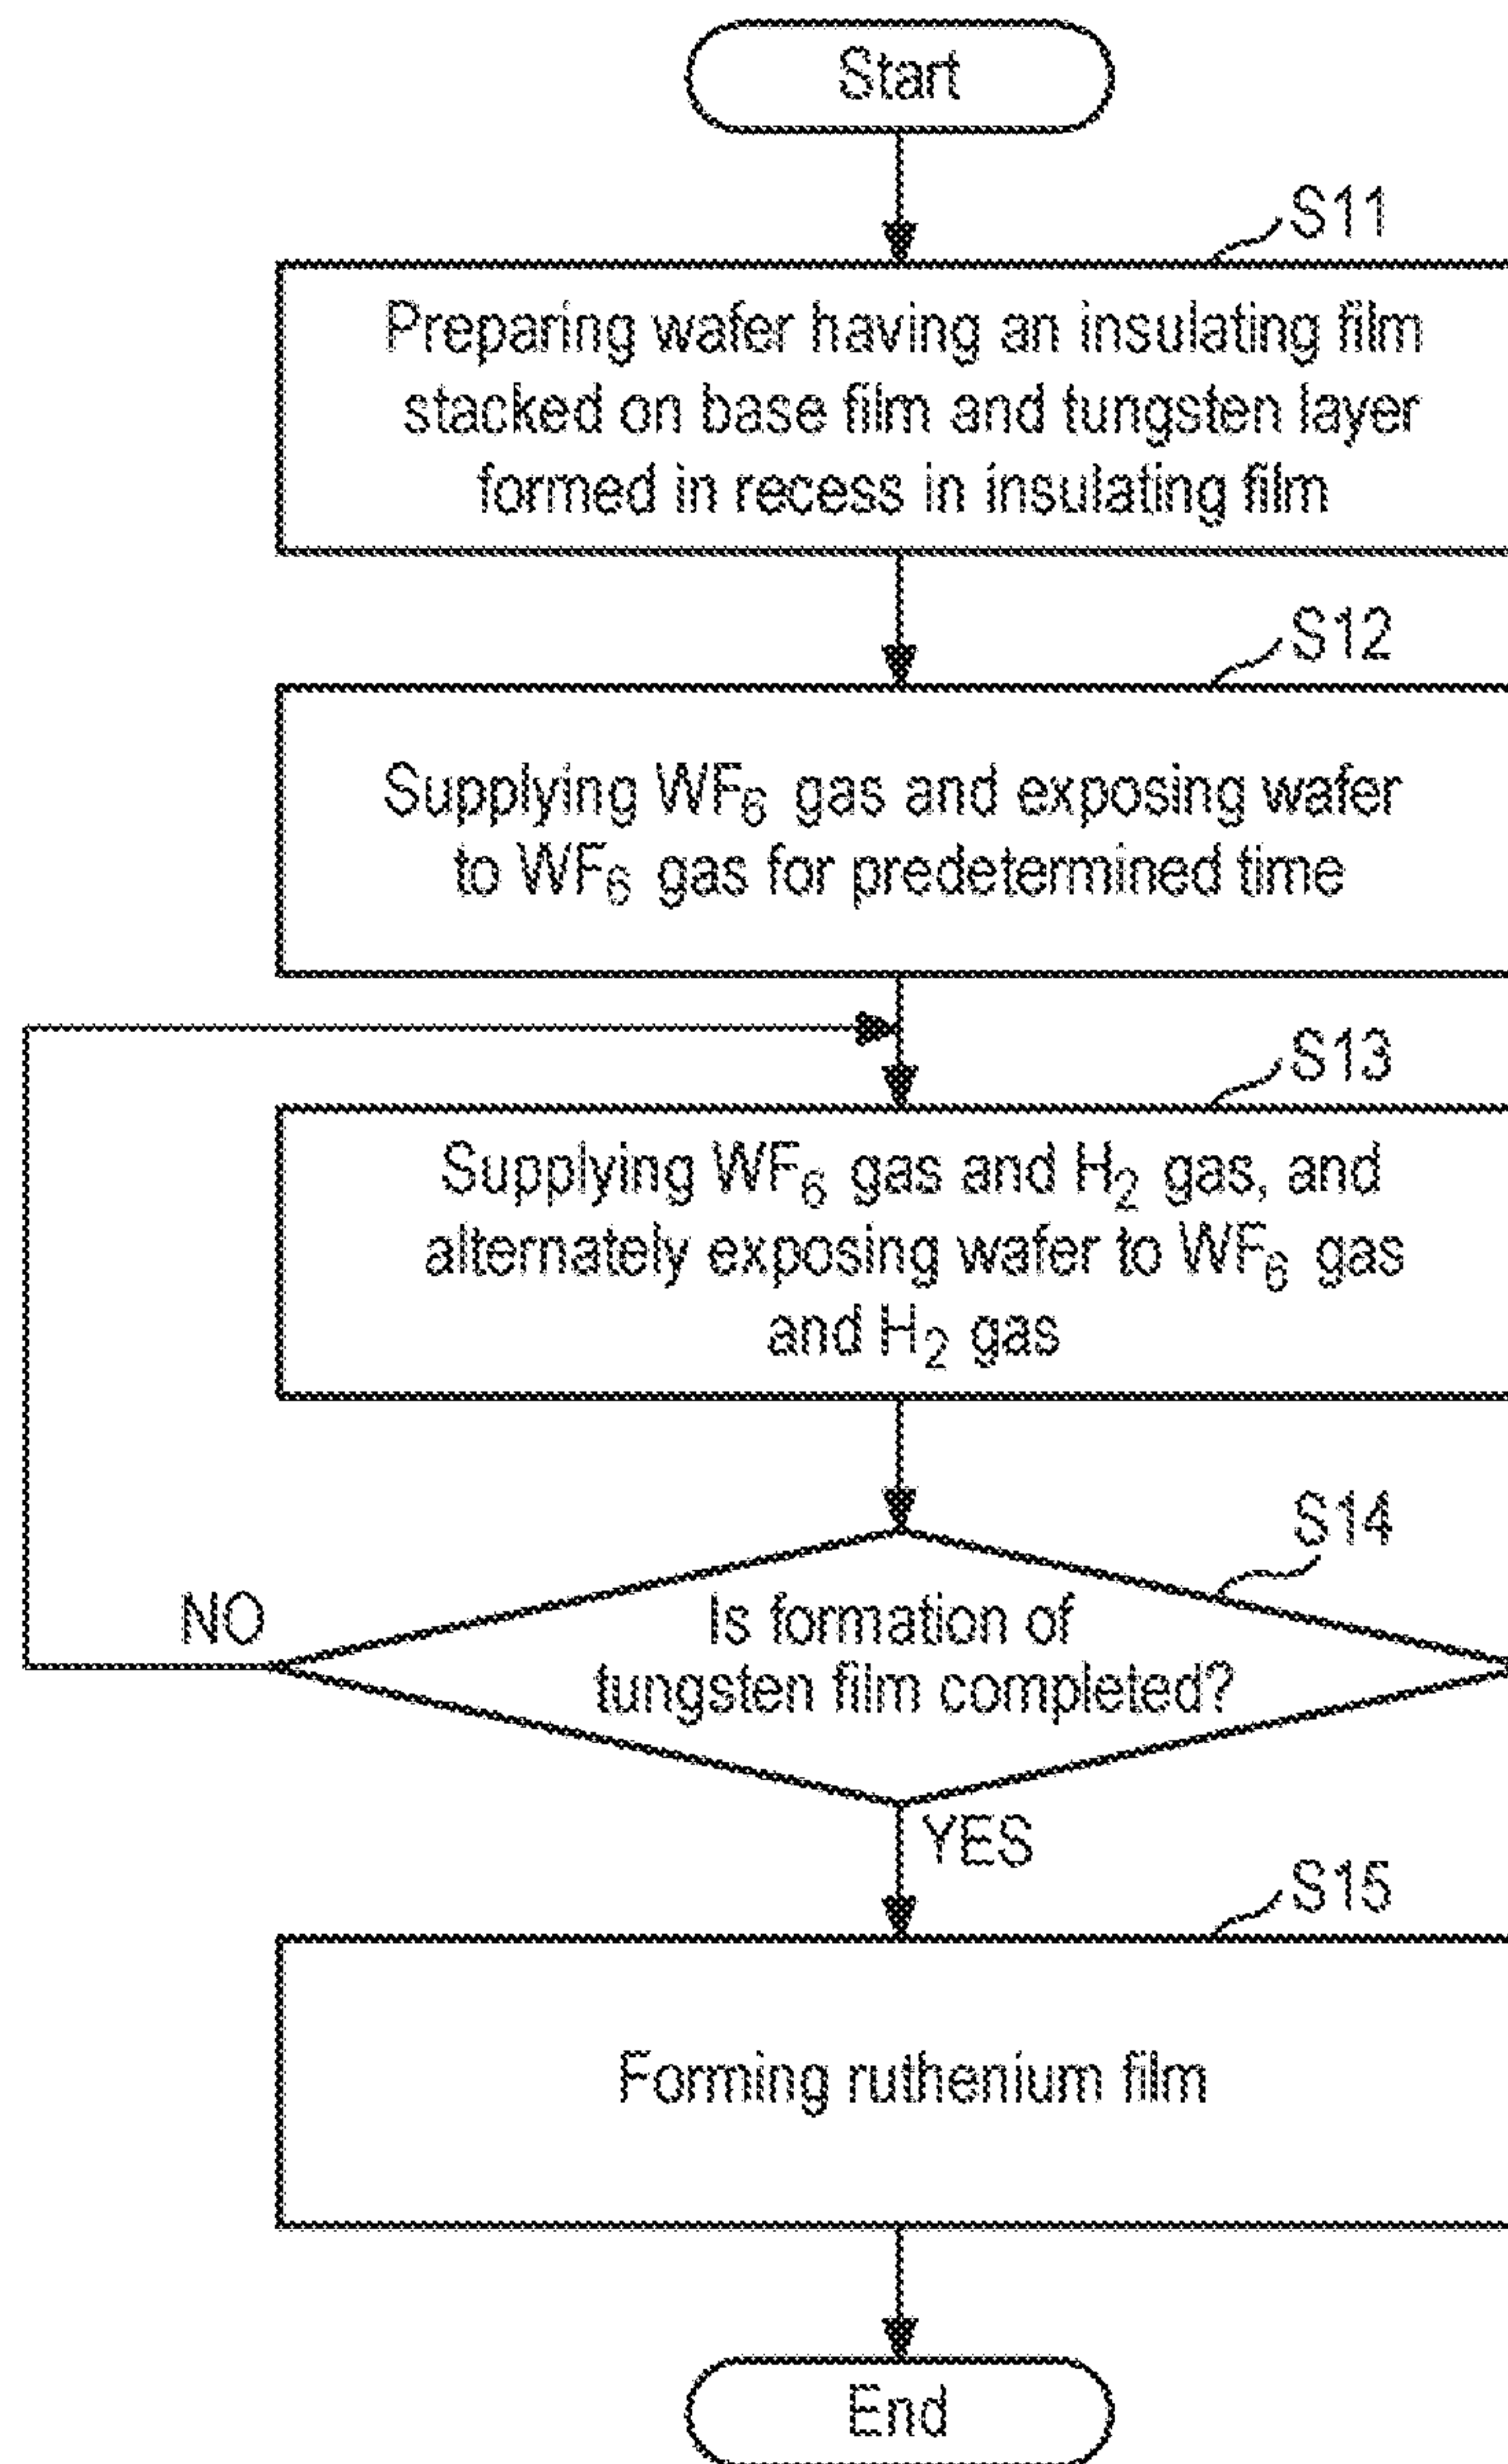 Start
S11
Preparing wafer having an insulating film
stacked on base film and tungsten layer
formed in recess in insulating film
S12
Supplying WF₆ gas and exposing wafer
to WF₆ gas for predetermined time
S13
Supplying WF₆ gas and H₂ gas, and
alternately exposing wafer to WF₆ gas
and H₂ gas
S14
NO
Is formation of
tungsten film completed?
YES
S15
Forming ruthenium film
End